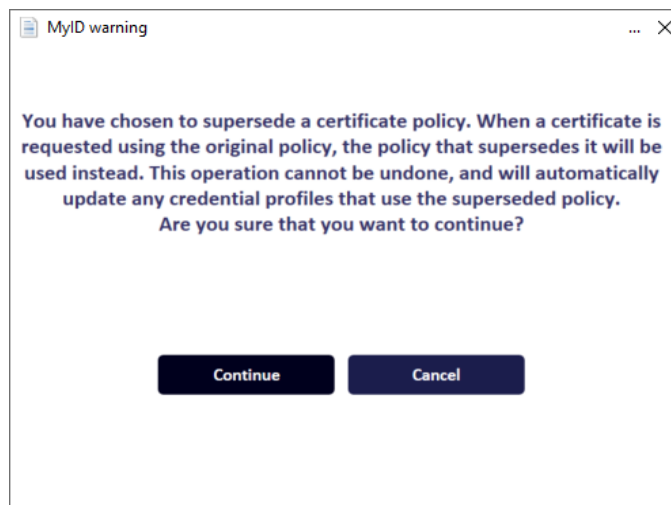 MyID warning
...
You have chosen to supersede a certificate policy. When a certificate is
requested using the original policy, the policy that supersedes it will be
used instead. This operation cannot be undone, and will automatically
update any credential profiles that use the superseded policy.
Are you sure that you want to continue?
Continue
Cancel